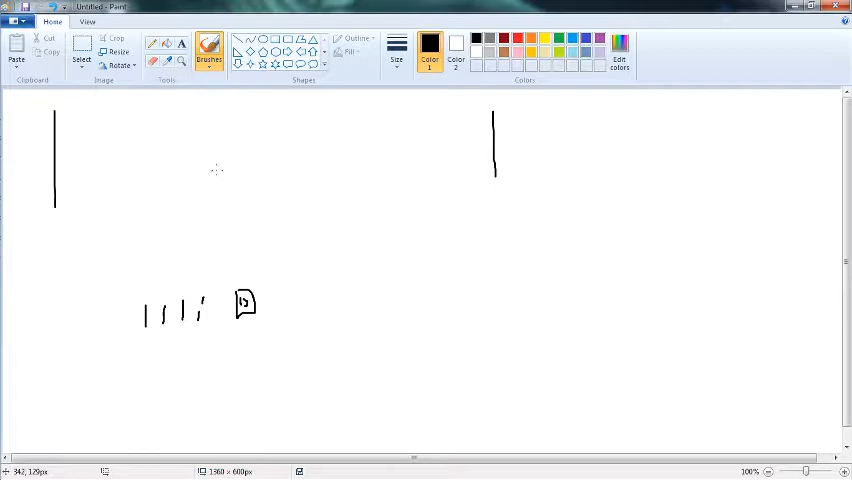 Untitled - Paint
Home View
Paste
Cut
Copy
Clipboard
Select
Crop
Resize
Rotate
Image
A
Tools
Brushes
Outline
Fill
Shapes
Size
Color 1
Color 2
Edit colors
Colors
342, 129px
1360 × 600px
100%